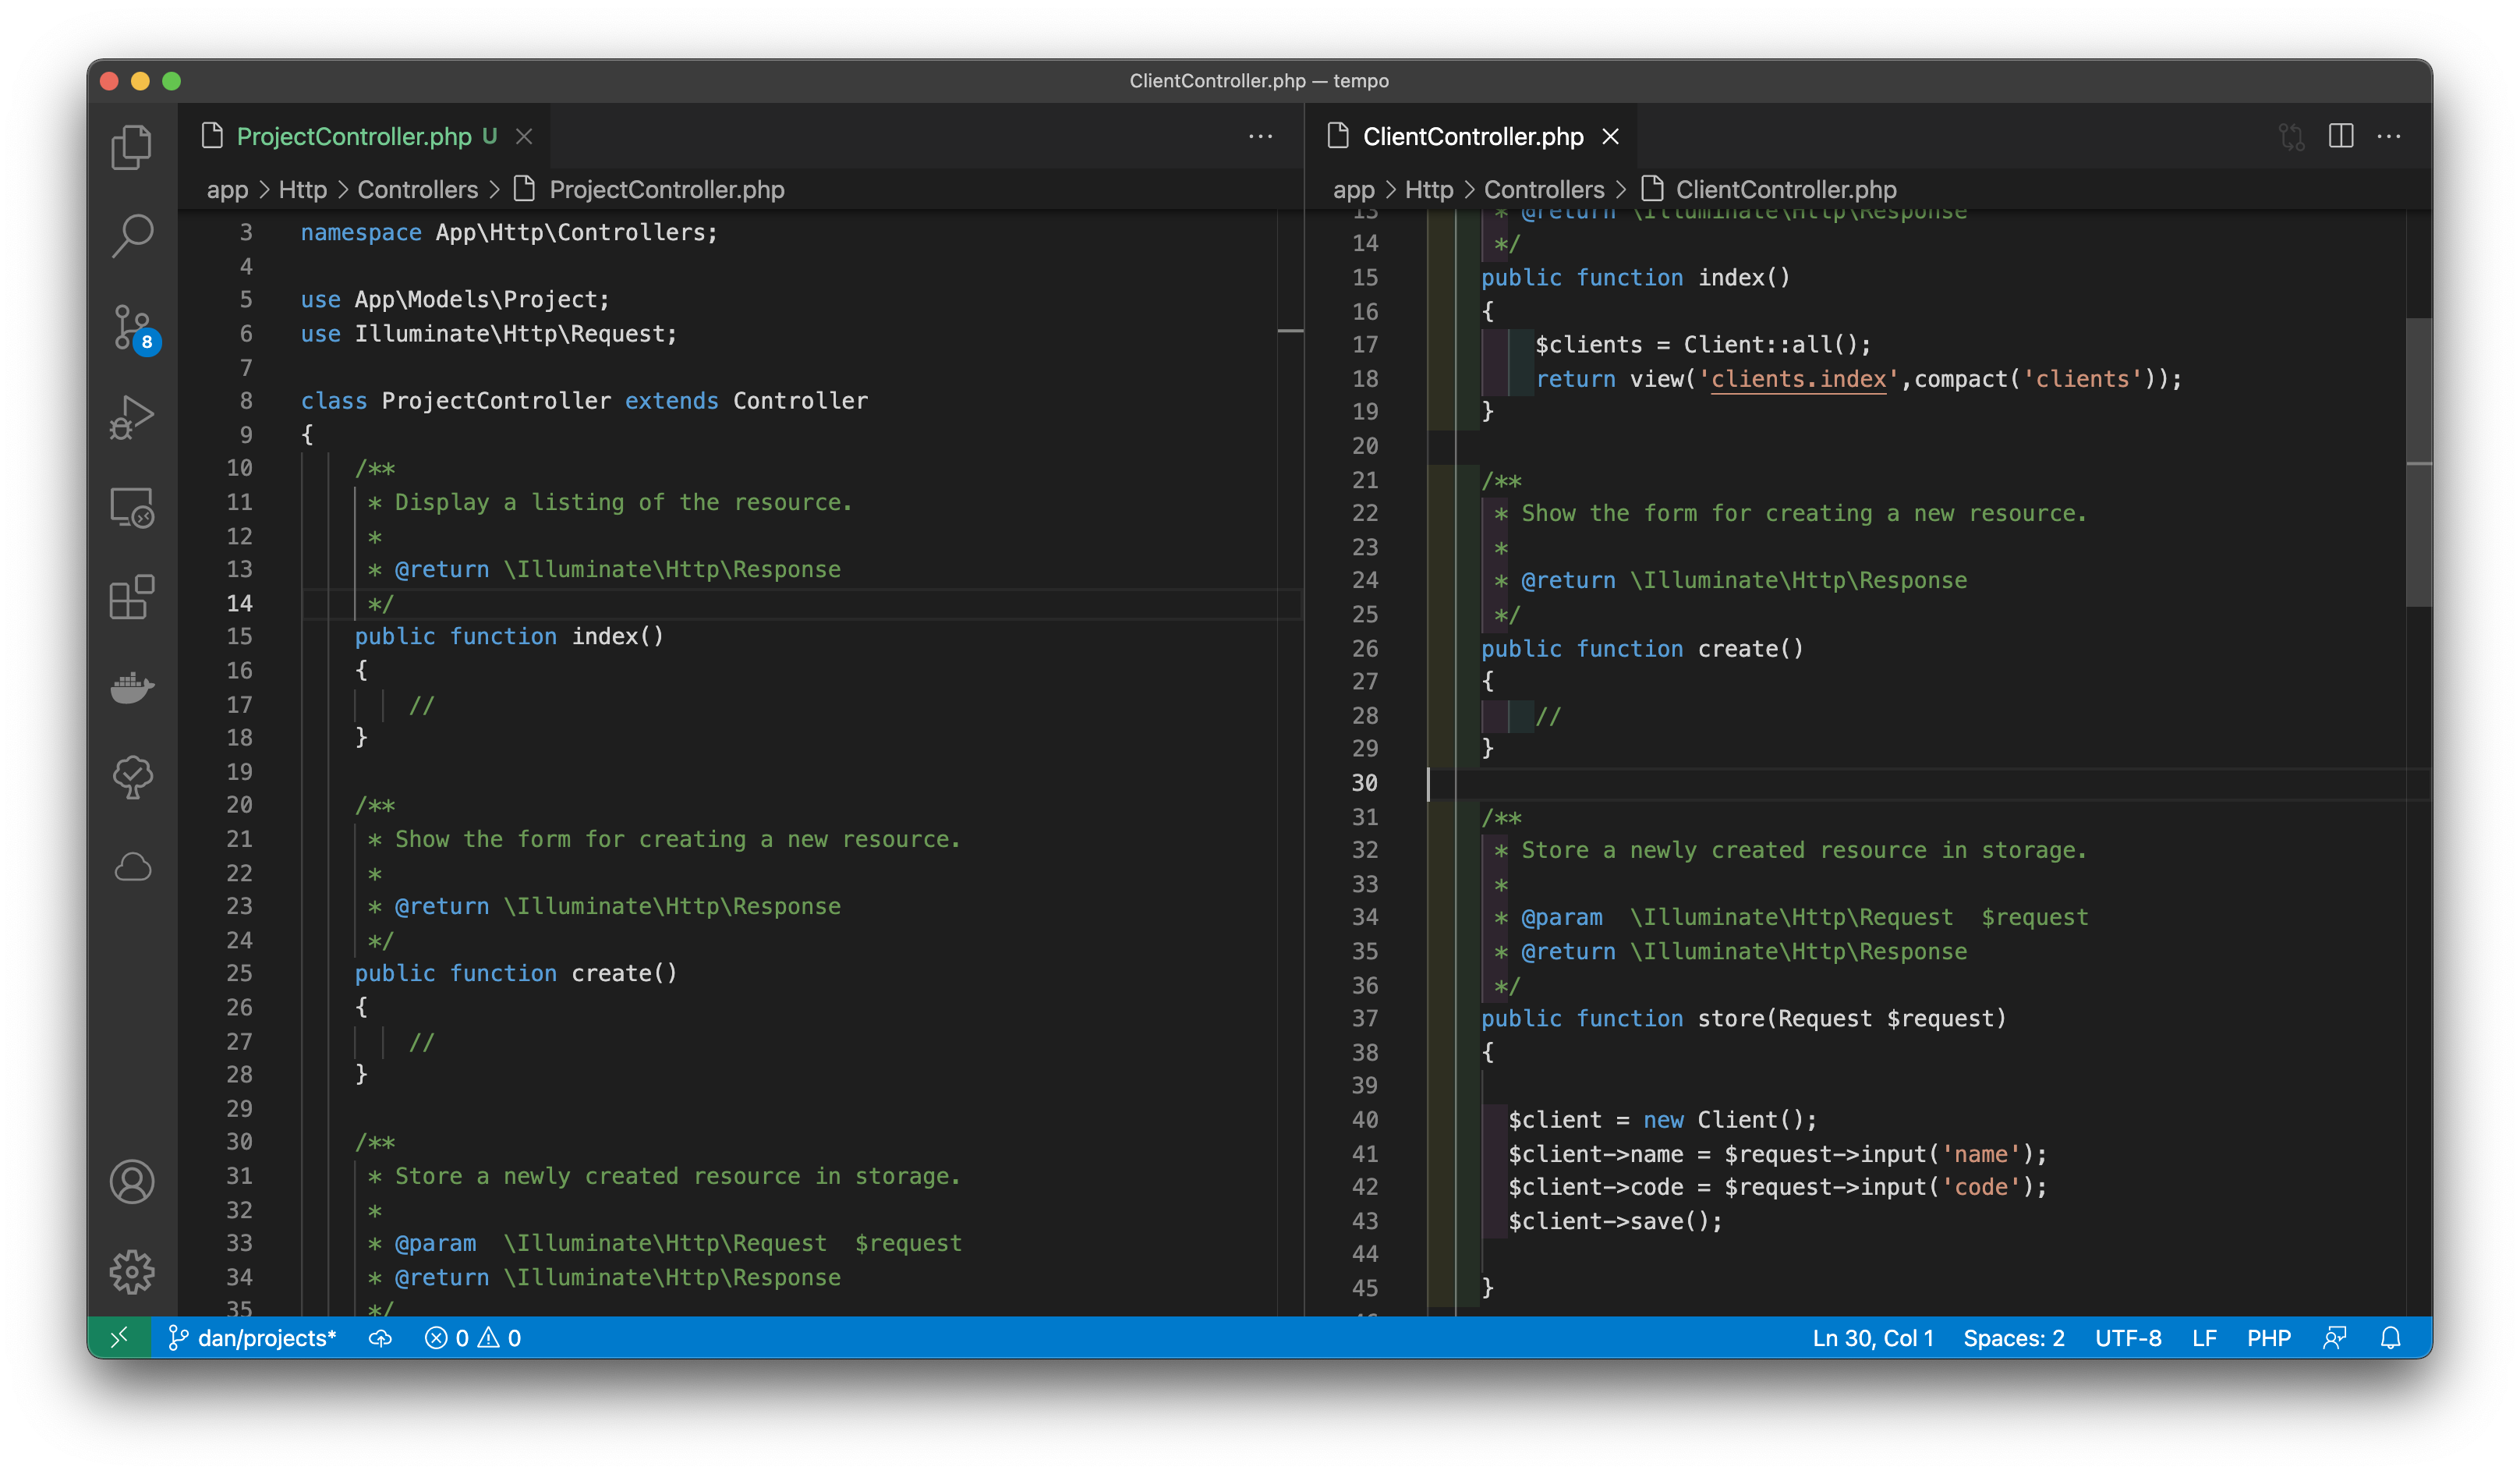 ClientController.php — tempo
ProjectController.php U
app > Http > Controllers > ProjectController.php
3 namespace App\Http\Controllers;
4
5 use App\Models\Project;
6 use Illuminate\Http\Request;
7
8 class ProjectController extends Controller
9 {
10 /**
11 * Display a listing of the resource.
12 *
13 * @return \Illuminate\Http\Response
14 */
15 public function index()
16 {
17 //
18 }
19
20 /**
21 * Show the form for creating a new resource.
22 *
23 * @return \Illuminate\Http\Response
24 */
25 public function create()
26 {
27 //
28 }
29
30 /**
31 * Store a newly created resource in storage.
32 *
33 * @param  \Illuminate\Http\Request  $request
34 * @return \Illuminate\Http\Response
35 */
ClientController.php
app > Http > Controllers > ClientController.php
13 * @return \Illuminate\Http\Response
14 */
15 public function index()
16 {
17 $clients = Client::all();
18 return view('clients.index',compact('clients'));
19 }
20
21 /**
22 * Show the form for creating a new resource.
23 *
24 * @return \Illuminate\Http\Response
25 */
26 public function create()
27 {
28 //
29 }
30
31 /**
32 * Store a newly created resource in storage.
33 *
34 * @param  \Illuminate\Http\Request  $request
35 * @return \Illuminate\Http\Response
36 */
37 public function store(Request $request)
38 {
39
40 $client = new Client();
41 $client->name = $request->input('name');
42 $client->code = $request->input('code');
43 $client->save();
44
45 }
8
dan/projects* 0 0 Ln 30, Col 1 Spaces: 2 UTF-8 LF PHP